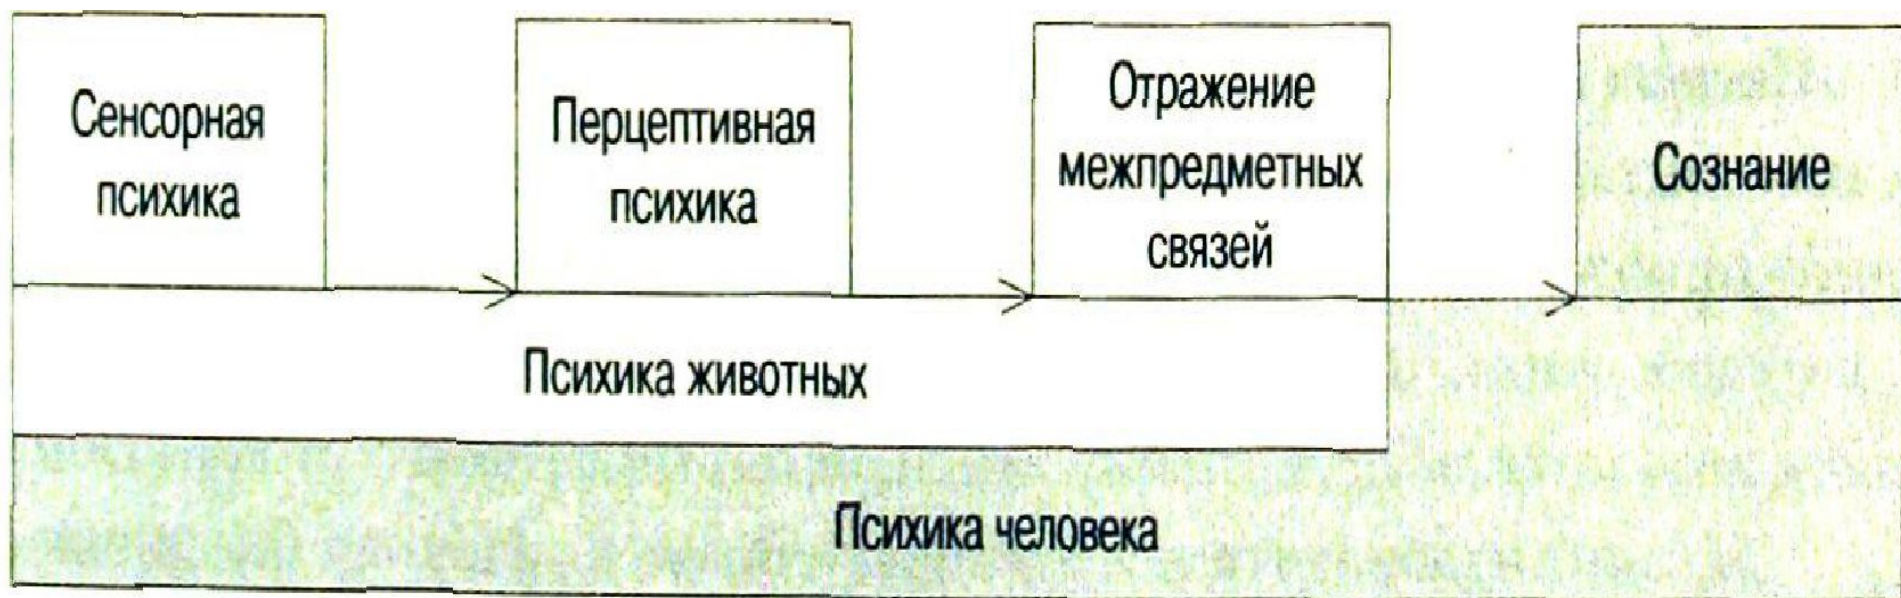 Сенсорная
психика
Перцептивная
психика
Отражение
межпредметных
связей
Сознание
Психика животных
Психика человека